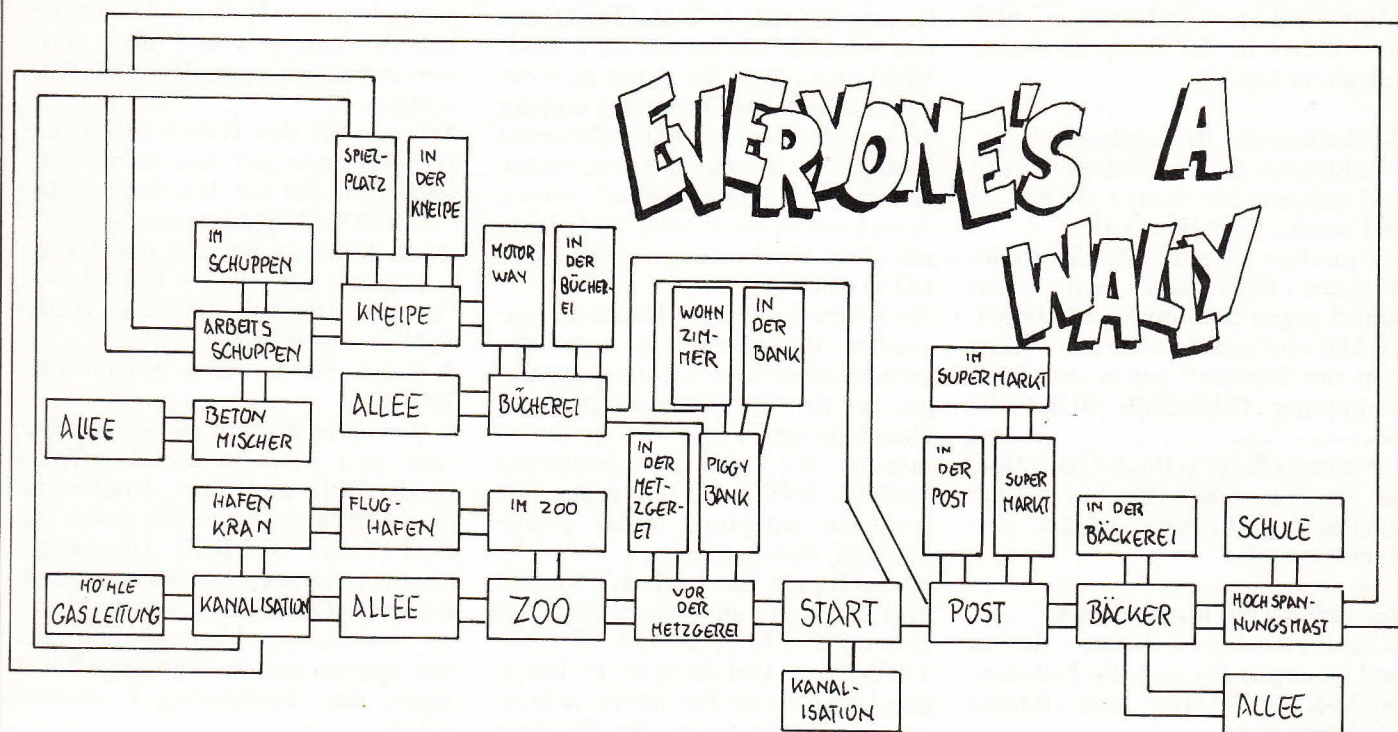 EVERYONE'S A
WALLY
SPIEL-
PLATZ
IN
DER
KNEIPE
IM
SCHUPPEN
MOTOR
WAY
IN
DER
BÜCHER-
EI
KNEIPE
ARBEITS
SCHUPPEN
WOHN
ZIM-
MER
IN
DER
BANK
IM
SUPERMARKT
ALLEE
BETON
MISCHER
ALLEE
BÜCHEREI
IN
DER
MET-
ZGER-
EI
PIGGY
BANK
IN
DER
POST
SUPER
MARKT
HAFEN
KRAN
FLUG-
HAFEN
IM ZOO
IN DER
BÄCKEREI
SCHULE
HÖHLE
GASLEITUNG
KANALISATION
ALLEE
ZOO
VOR
DER
METZGEREI
START
POST
BÄCKER
HOCHSPAN-
NUNGSMAST
KANAL-
ISATION
ALLEE